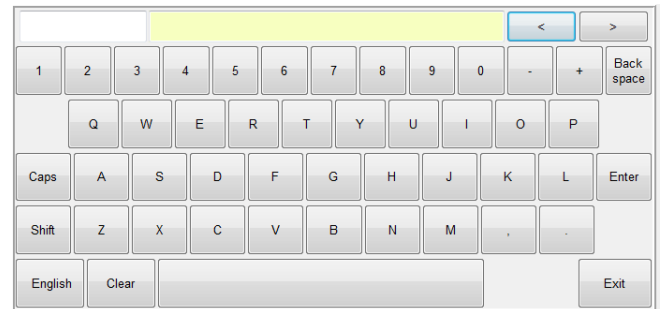 < >
1 2 3 4 5 6 7 8 9 0 - + Back
space
Q W E R T Y U I O P
Caps A S D F G H J K L Enter
Shift Z X C V B N M , .
English Clear Exit